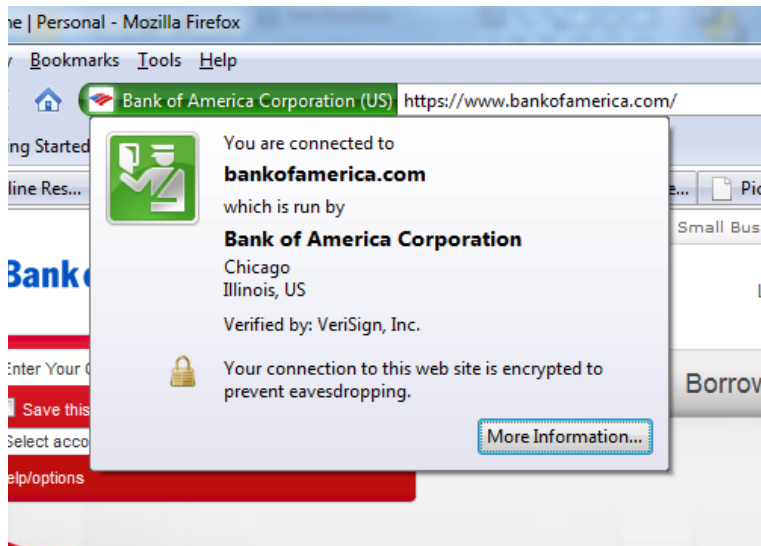 | Personal - Mozilla Firefox
Bookmarks Tools Help
Bank of America Corporation (US) https://www.bankofamerica.com/
ng Started
line Res...
e... Pic
You are connected to
bankofamerica.com
which is run by
Bank of America Corporation
Chicago
Illinois, US
Verified by: VeriSign, Inc.
Your connection to this web site is encrypted to
prevent eavesdropping.
More Information...
Small Bus
Bank
Enter Your
Save this
Select acco
elp/options
Borrow